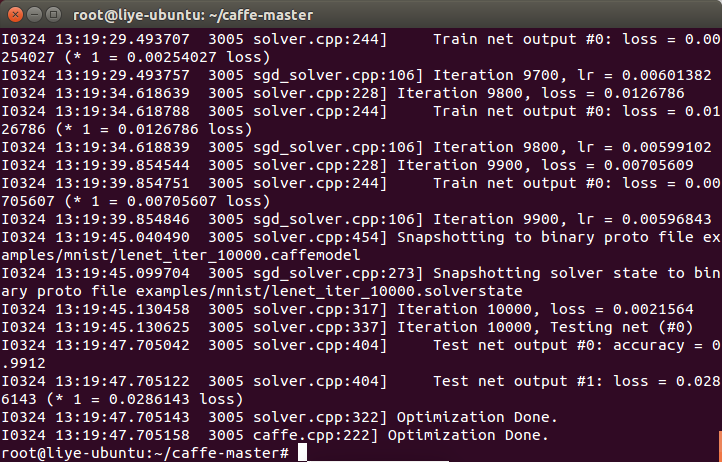 root@liye-ubuntu: ~/caffe-master
I0324 13:19:29.493707  3005 solver.cpp:244]     Train net output #0: loss = 0.00
254027 (* 1 = 0.00254027 loss)
I0324 13:19:29.493757  3005 sgd_solver.cpp:106] Iteration 9700, lr = 0.00601382
I0324 13:19:34.618639  3005 solver.cpp:228] Iteration 9800, loss = 0.0126786
I0324 13:19:34.618788  3005 solver.cpp:244]     Train net output #0: loss = 0.01
26786 (* 1 = 0.0126786 loss)
I0324 13:19:34.618839  3005 sgd_solver.cpp:106] Iteration 9800, lr = 0.00599102
I0324 13:19:39.854544  3005 solver.cpp:228] Iteration 9900, loss = 0.00705609
I0324 13:19:39.854751  3005 solver.cpp:244]     Train net output #0: loss = 0.00
705607 (* 1 = 0.00705607 loss)
I0324 13:19:39.854846  3005 sgd_solver.cpp:106] Iteration 9900, lr = 0.00596843
I0324 13:19:45.040490  3005 solver.cpp:454] Snapshotting to binary proto file ex
amples/mnist/lenet_iter_10000.caffemodel
I0324 13:19:45.099704  3005 sgd_solver.cpp:273] Snapshotting solver state to bin
ary proto file examples/mnist/lenet_iter_10000.solverstate
I0324 13:19:45.130458  3005 solver.cpp:317] Iteration 10000, loss = 0.0021564
I0324 13:19:45.130625  3005 solver.cpp:337] Iteration 10000, Testing net (#0)
I0324 13:19:47.705042  3005 solver.cpp:404]     Test net output #0: accuracy = 0
.9912
I0324 13:19:47.705122  3005 solver.cpp:404]     Test net output #1: loss = 0.028
6143 (* 1 = 0.0286143 loss)
I0324 13:19:47.705143  3005 solver.cpp:322] Optimization Done.
I0324 13:19:47.705158  3005 caffe.cpp:222] Optimization Done.
root@liye-ubuntu:~/caffe-master#